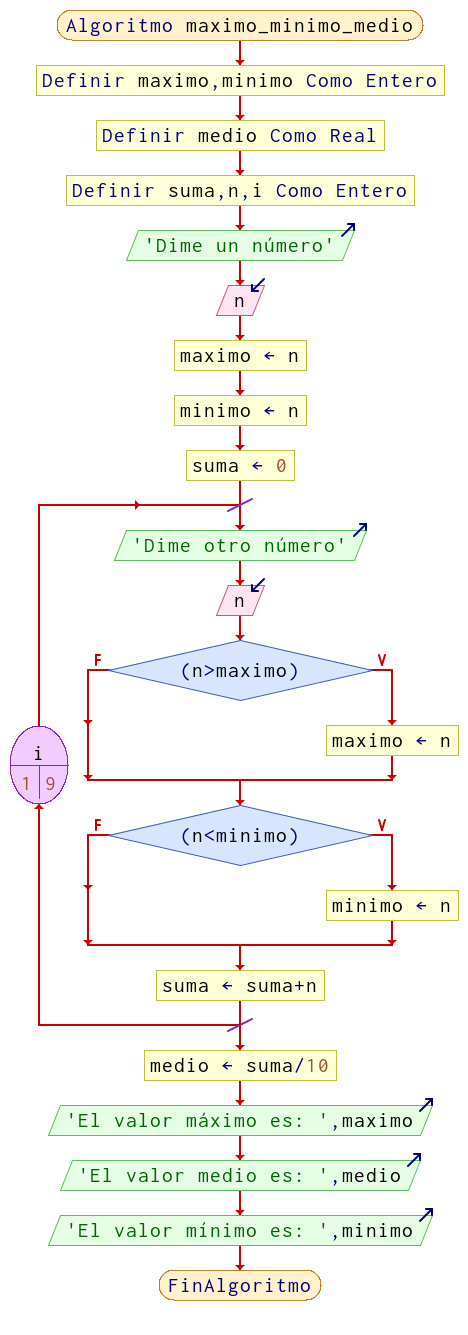 Algoritmo maximo_minimo_medio
Definir maximo,minimo Como Entero
Definir medio Como Real
Definir suma,n,i Como Entero
'Dime un número'
n
maximo ← n
minimo ← n
suma ← 0
'Dime otro número'
n
F
V
(n>maximo)
maximo ← n
i
1 9
F
V
(n<minimo)
minimo ← n
suma ← suma+n
medio ← suma/10
'El valor máximo es: ',maximo
'El valor medio es: ',medio
'El valor mínimo es: ',minimo
FinAlgoritmo